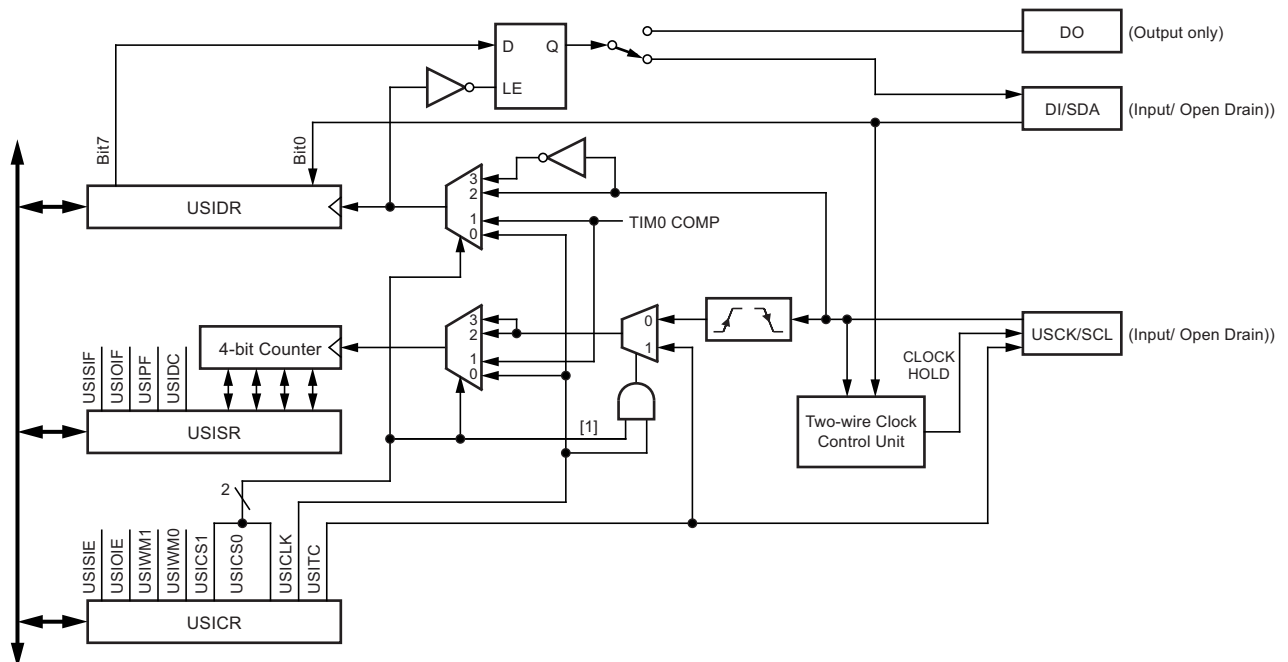 D Q
LE
DO (Output only)
DI/SDA (Input/ Open Drain))
Bit7
Bit0
USIDR
3
2
1
0
TIM0 COMP
4-bit Counter
3
2
1
0
0
1
USCK/SCL (Input/ Open Drain))
CLOCK
HOLD
Two-wire Clock
Control Unit
[1]
USISIF
USIOIF
USIPF
USIDC
USISR
2
USISIE
USIOIE
USIWM1
USIWM0
USICS1
USICS0
USICLK
USITC
USICR